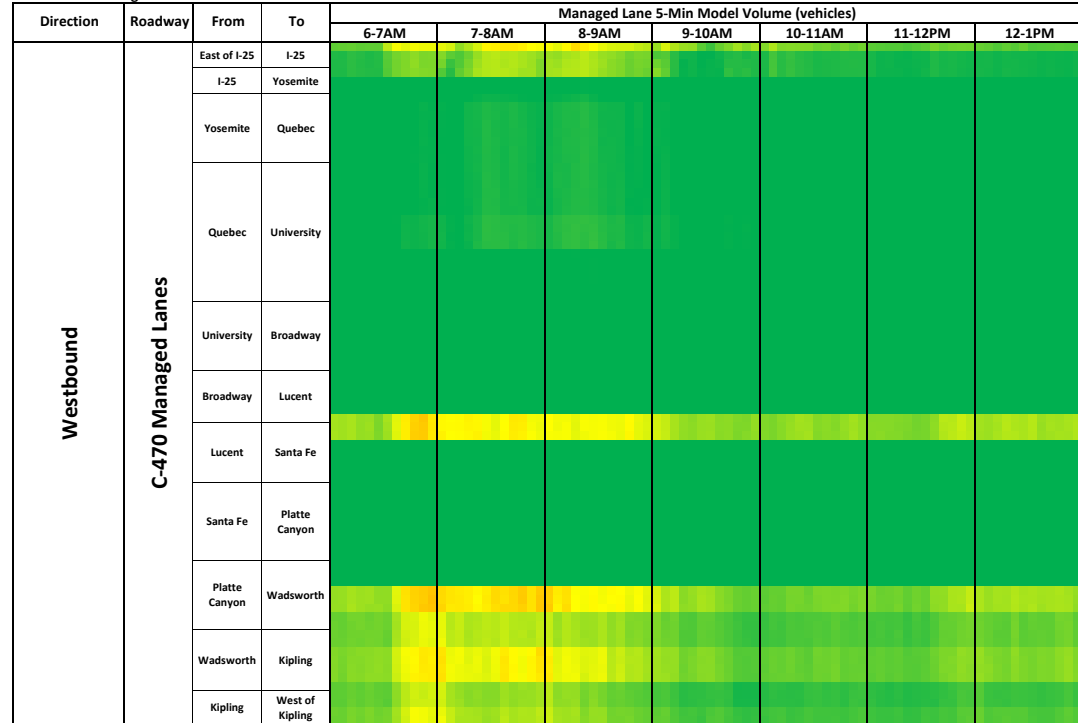 Managed Lane 5-Min Model Volume (vehicles)
Direction Roadway From To
6-7AM 7-8AM 8-9AM 9-10AM 10-11AM 11-12PM 12-1PM
Westbound
C-470 Managed Lanes
East of I-25 I-25
I-25 Yosemite
Yosemite Quebec
Quebec University
University Broadway
Broadway Lucent
Lucent Santa Fe
Santa Fe Platte
Canyon
Platte
Canyon Wadsworth
Wadsworth Kipling
Kipling West of
Kipling